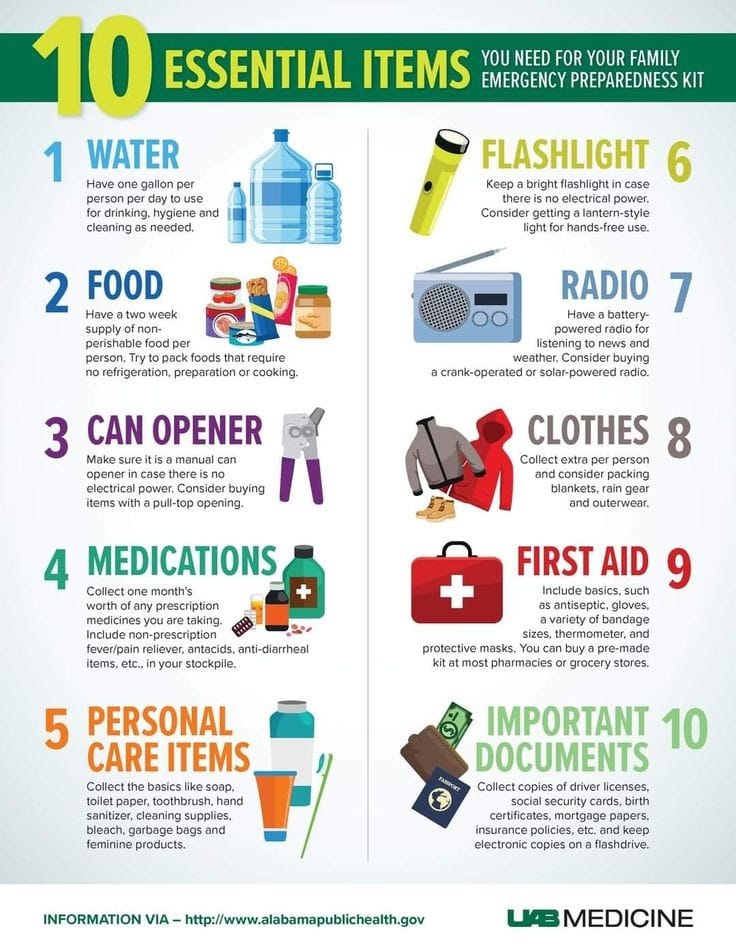 10 ESSENTIAL ITEMS YOU NEED FOR YOUR FAMILY
EMERGENCY PREPAREDNESS KIT
1 WATER
Have one gallon per
person per day to use
for drinking, hygiene and
cleaning as needed.
2 FOOD
Have a two week
supply of non-
perishable food per
person. Try to pack foods that require
no refrigeration, preparation or cooking.
3 CAN OPENER
Make sure it is a manual can
opener in case there is no
electrical power. Consider buying
items with a pull-top opening.
4 MEDICATIONS
Collect one month's
worth of any prescription
medicines you are taking.
Include non-prescription
fever/pain reliever, antacids, anti-diarrheal
items, etc., in your stockpile.
5 PERSONAL
CARE ITEMS
Collect the basics like soap,
toilet paper, toothbrush, hand
sanitizer, cleaning supplies,
bleach, garbage bags and
feminine products.
FLASHLIGHT 6
Keep a bright flashlight in case
there is no electrical power.
Consider getting a lantern-style
light for hands-free use.
RADIO 7
Have a battery-
powered radio for
listening to news and
weather. Consider buying
a crank-operated or solar-powered radio.
CLOTHES 8
Collect extra per person
and consider packing
blankets, rain gear
and outerwear.
FIRST AID 9
Include basics, such
as antiseptic, gloves,
a variety of bandage
sizes, thermometer, and
protective masks. You can buy a pre-made
kit at most pharmacies or grocery stores.
IMPORTANT 10
DOCUMENTS
PASSPORT
Collect copies of driver licenses,
social security cards, birth
certificates, mortgage papers,
insurance policies, etc. and keep
electronic copies on a flashdrive.
INFORMATION VIA – http://www.alabamapublichealth.gov
UAB MEDICINE